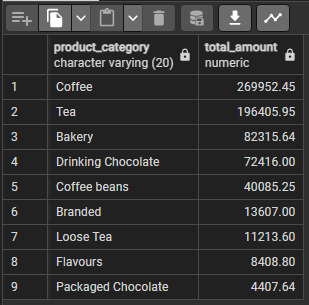 product_category total_amount
character varying (20) numeric
1 Coffee 269952.45
2 Tea 196405.95
3 Bakery 82315.64
4 Drinking Chocolate 72416.00
5 Coffee beans 40085.25
6 Branded 13607.00
7 Loose Tea 11213.60
8 Flavours 8408.80
9 Packaged Chocolate 4407.64